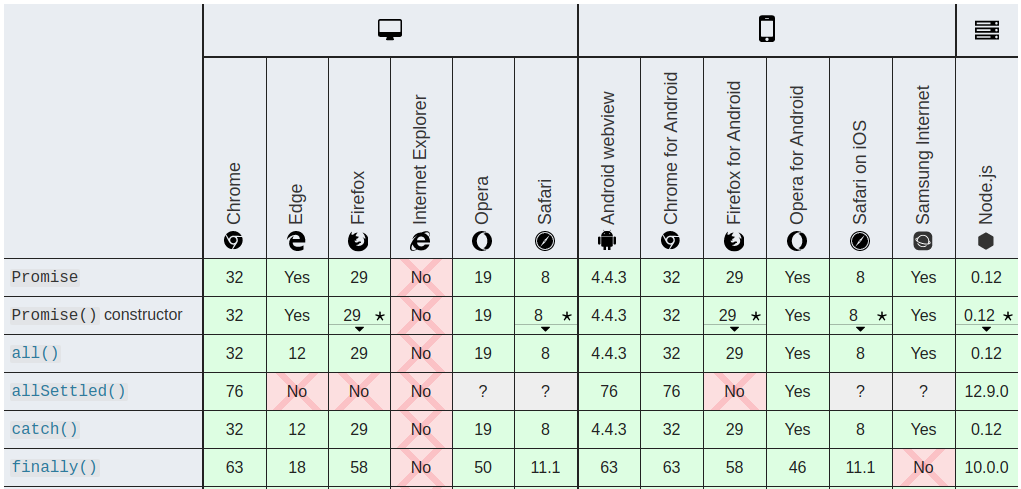 Chrome Edge Firefox Internet Explorer Opera Safari Android webview Chrome for Android Firefox for Android Opera for Android Safari on iOS Samsung Internet Node.js
Promise 32 Yes 29 No 19 8 4.4.3 32 29 Yes 8 Yes 0.12
Promise() constructor 32 Yes 29 * No 19 8 * 4.4.3 32 29 * Yes 8 * Yes 0.12 *
all() 32 12 29 No 19 8 4.4.3 32 29 Yes 8 Yes 0.12
allSettled() 76 No No No ? ? 76 76 No Yes ? ? 12.9.0
catch() 32 12 29 No 19 8 4.4.3 32 29 Yes 8 Yes 0.12
finally() 63 18 58 No 50 11.1 63 63 58 46 11.1 No 10.0.0